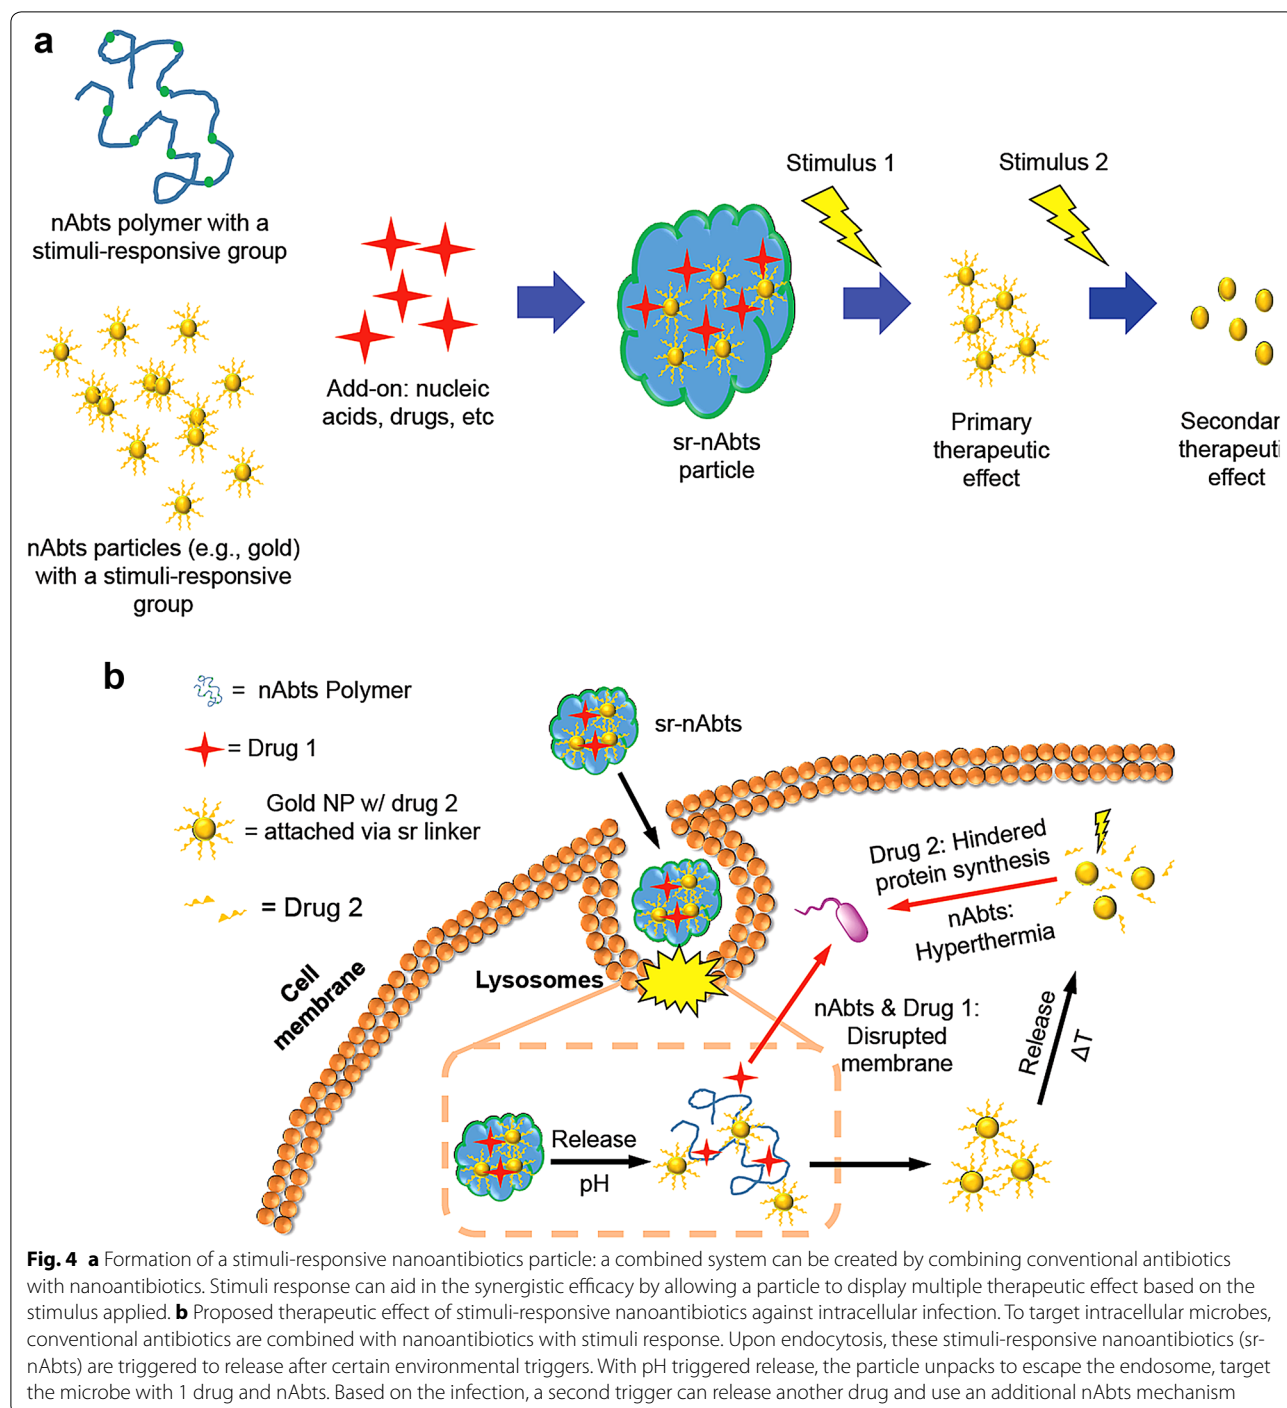 a
nAbts polymer with a
stimuli-responsive group
Stimulus 1
Stimulus 2
Add-on: nucleic
acids, drugs, etc
sr-nAbts
particle
Primary
therapeutic
effect
Secondar
therapeuti
effect
nAbts particles (e.g., gold)
with a stimuli-responsive
group
b
= nAbts Polymer
= Drug 1
Gold NP w/ drug 2
= attached via sr linker
= Drug 2
sr-nAbts
Cell
membrane
Lysosomes
Drug 2: Hindered
protein synthesis
nAbts:
Hyperthermia
nAbts & Drug 1:
Disrupted
membrane
Release
ΔT
Release
pH
Fig. 4 a Formation of a stimuli-responsive nanoantibiotics particle: a combined system can be created by combining conventional antibiotics
with nanoantibiotics. Stimuli response can aid in the synergistic efficacy by allowing a particle to display multiple therapeutic effect based on the
stimulus applied. b Proposed therapeutic effect of stimuli-responsive nanoantibiotics against intracellular infection. To target intracellular microbes,
conventional antibiotics are combined with nanoantibiotics with stimuli response. Upon endocytosis, these stimuli-responsive nanoantibiotics (sr-
nAbts) are triggered to release after certain environmental triggers. With pH triggered release, the particle unpacks to escape the endosome, target
the microbe with 1 drug and nAbts. Based on the infection, a second trigger can release another drug and use an additional nAbts mechanism